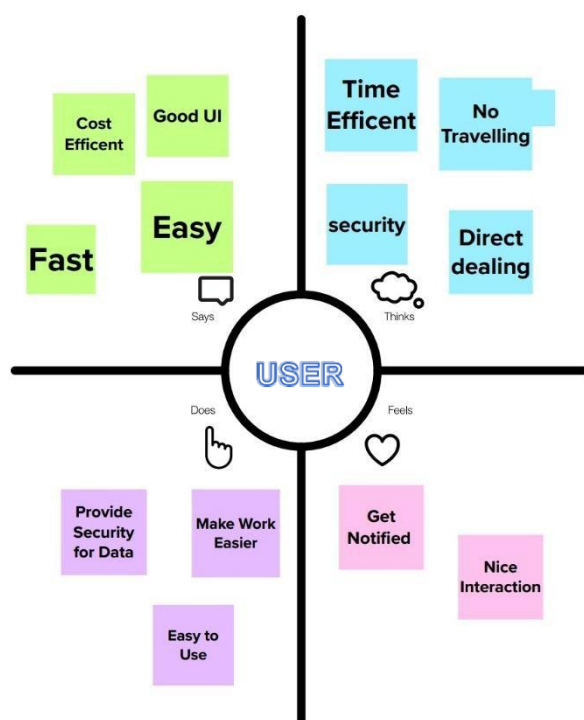 Cost
Efficent
Good UI
Fast
Easy
Says
Time
Efficent
No
Travelling
security
Direct
dealing
Thinks
USER
Does
Provide
Security
for Data
Make Work
Easier
Easy to
Use
Feels
Get
Notified
Nice
Interaction